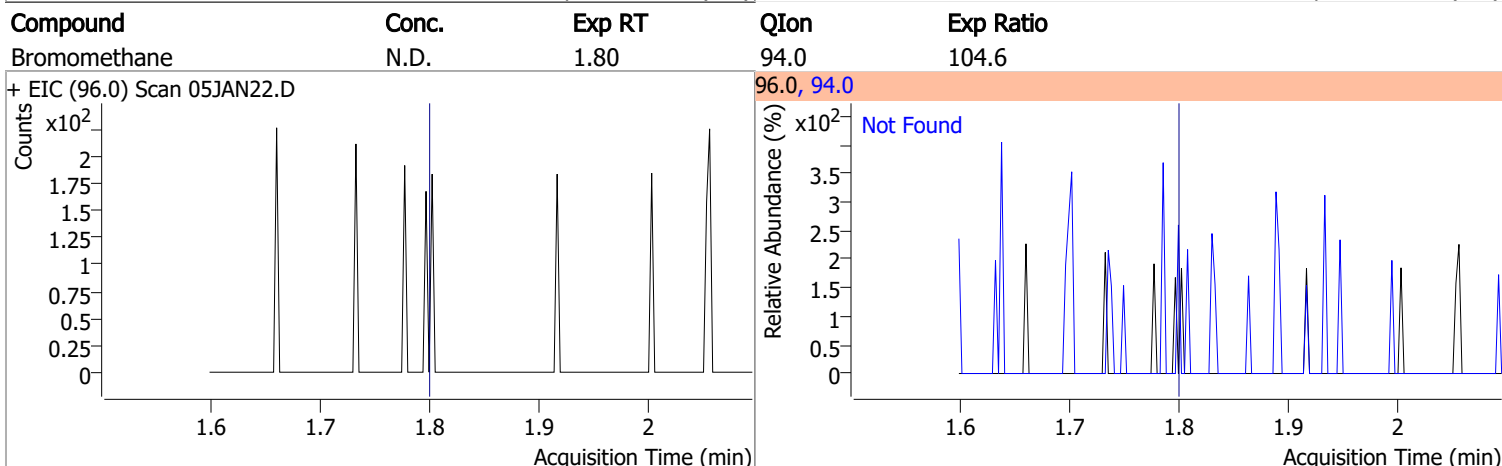 Compound Conc. Exp RT QIon Exp Ratio
Bromomethane N.D. 1.80 94.0 104.6
+ EIC (96.0) Scan 05JAN22.D
Counts
x10²
2
1.75
1.5
1.25
1
0.75
0.5
0.25
0
1.6 1.7 1.8 1.9 2
Acquisition Time (min)
96.0, 94.0
Relative Abundance (%)
x10²
Not Found
3.5
3
2.5
2
1.5
1
0.5
0
1.6 1.7 1.8 1.9 2
Acquisition Time (min)